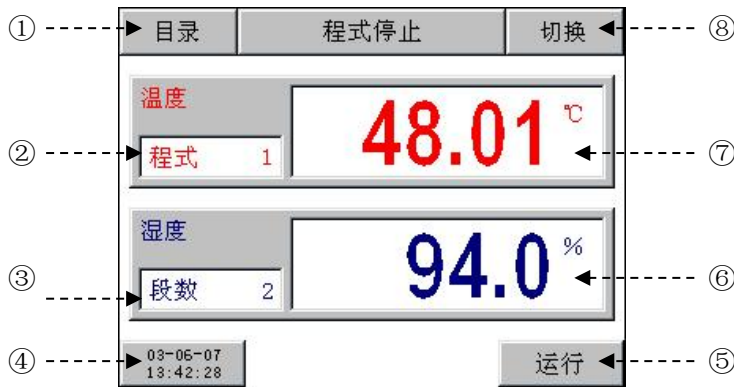 ① 目录 程式停止 切换 ⑧
温度
48.01 ℃
② 程式 1 ⑦
湿度
94.0 %
③ 段数 2 ⑥
④ 03-06-07
13:42:28
运行 ⑤